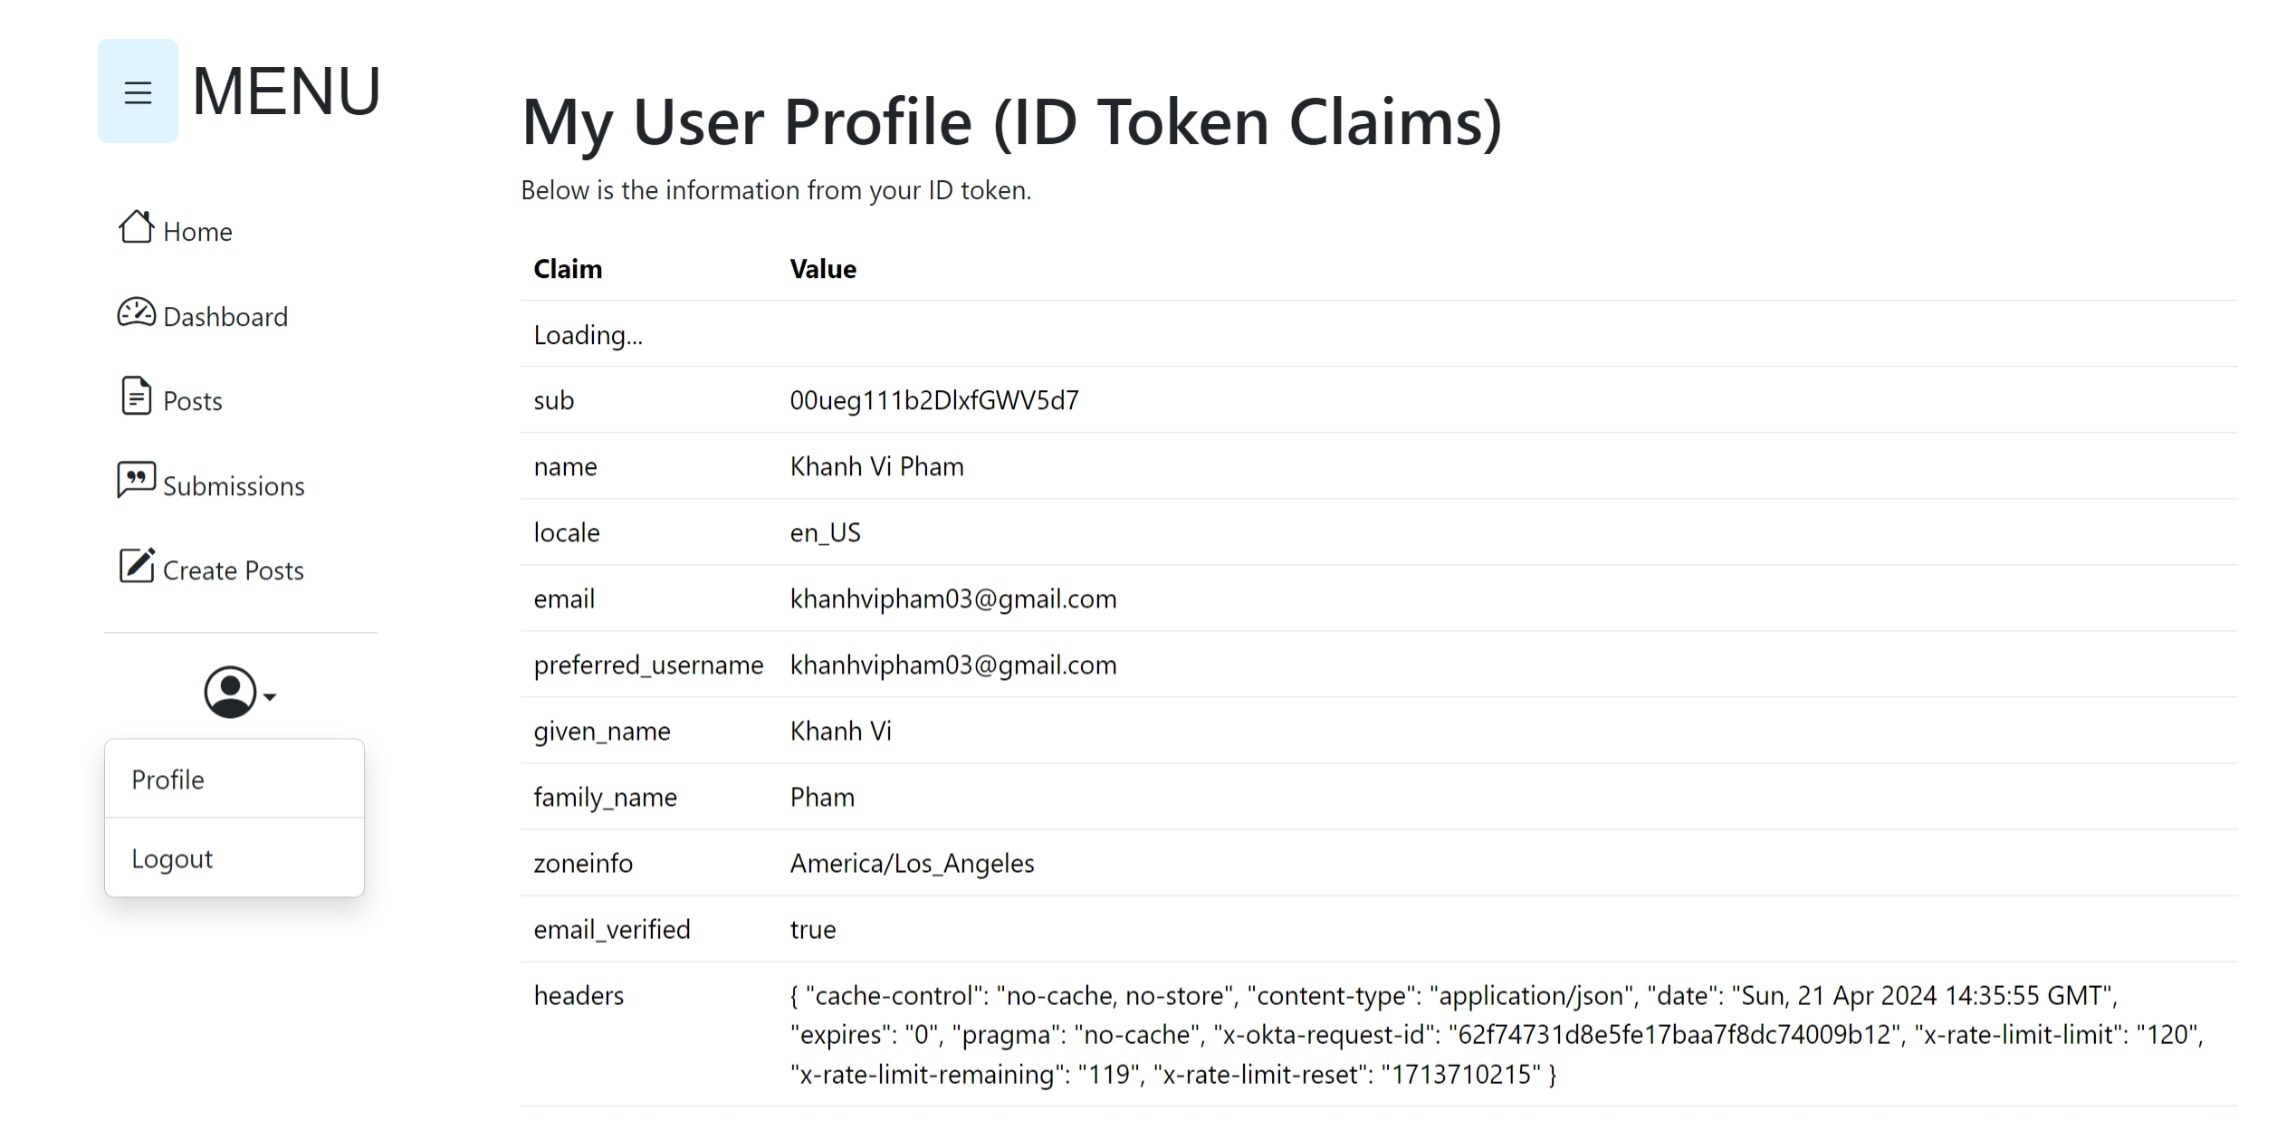 MENU
Home
Dashboard
Posts
Submissions
Create Posts
Profile
Logout
My User Profile (ID Token Claims)
Below is the information from your ID token.
Claim Value
Loading...
sub 00ueg111b2DlxfGWV5d7
name Khanh Vi Pham
locale en_US
email khanhvipham03@gmail.com
preferred_username khanhvipham03@gmail.com
given_name Khanh Vi
family_name Pham
zoneinfo America/Los_Angeles
email_verified true
headers { "cache-control": "no-cache, no-store", "content-type": "application/json", "date": "Sun, 21 Apr 2024 14:35:55 GMT",
"expires": "0", "pragma": "no-cache", "x-okta-request-id": "62f74731d8e5fe17baa7f8dc74009b12", "x-rate-limit-limit": "120",
"x-rate-limit-remaining": "119", "x-rate-limit-reset": "1713710215" }